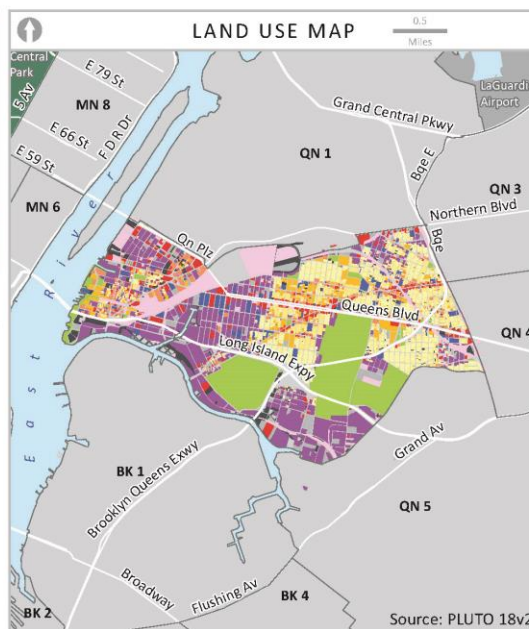 LAND USE MAP
0.5
Miles
Central
Park
5 Av
E 79 St
MN 8
E 66 St
F D R Dr
E 59 St
MN 6
LaGuardi
Airport
Grand Central Pkwy
QN 1
Bqe E
QN 3
Northern Blvd
Bqe
Qn Plz
East River
Queens Blvd
QN 4
Long Island Expy
Grand Av
BK 1
Brooklyn Queens Exwy
QN 5
Broadway
Flushing Av
BK 2
BK 4
Source: PLUTO 18v2